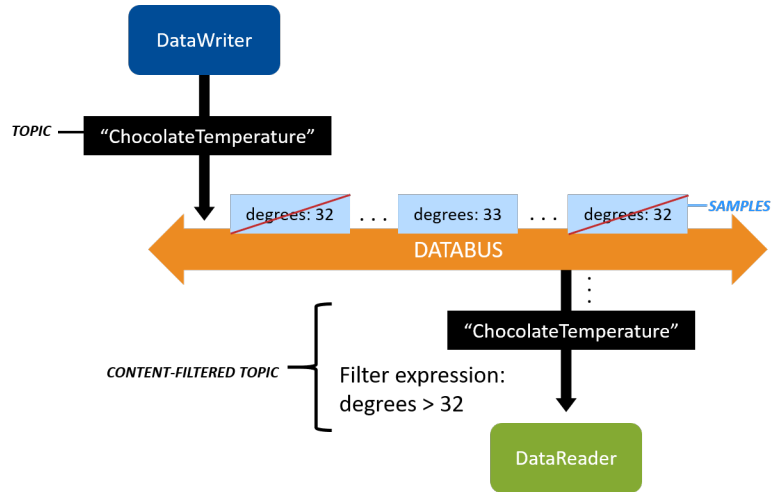 DataWriter
TOPIC
“ChocolateTemperature”
degrees: 32
. . .
degrees: 33
. . .
degrees: 32
SAMPLES
DATABUS
. . .
“ChocolateTemperature”
CONTENT-FILTERED TOPIC
Filter expression:
degrees > 32
DataReader